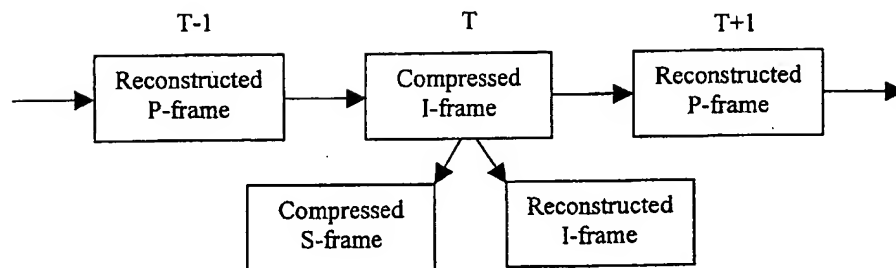 T-1
T
T+1
Reconstructed
P-frame
Compressed
I-frame
Reconstructed
P-frame
Compressed
S-frame
Reconstructed
I-frame